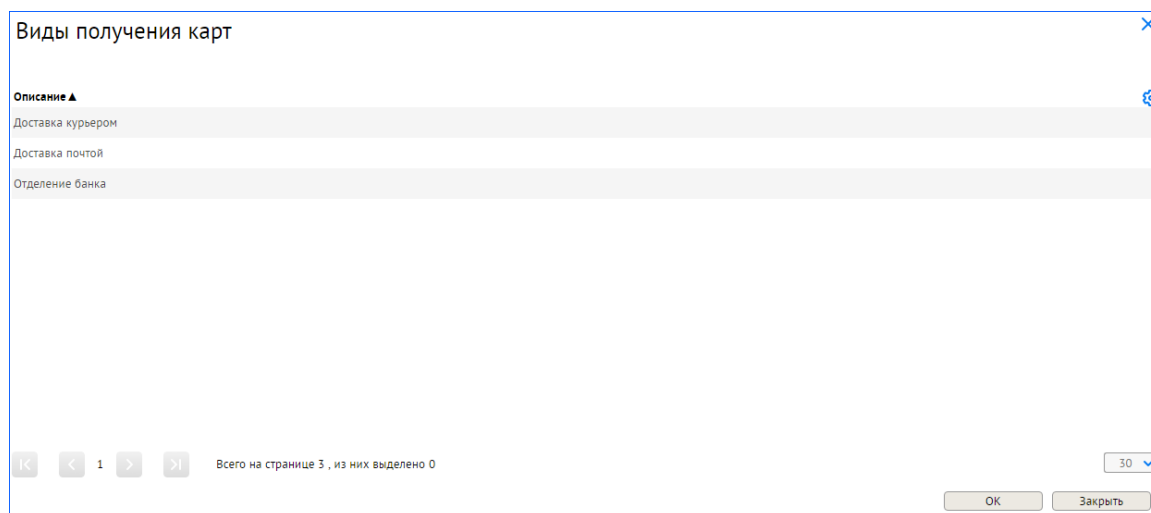 Виды получения карт
Описание ▲
Доставка курьером
Доставка почтой
Отделение банка
1
Всего на странице 3 , из них выделено 0
30
ОК
Закрыть